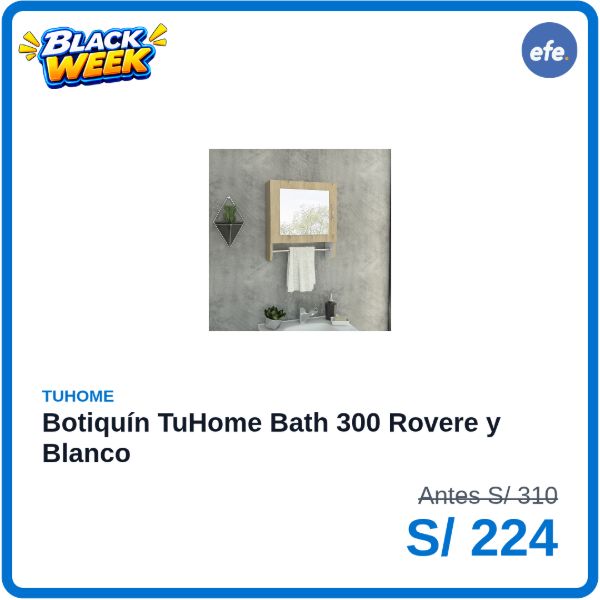 BLACK
WEEK
efe.
TUHOME
Botiquín TuHome Bath 300 Rovere y
Blanco
Antes S/ 310
S/ 224